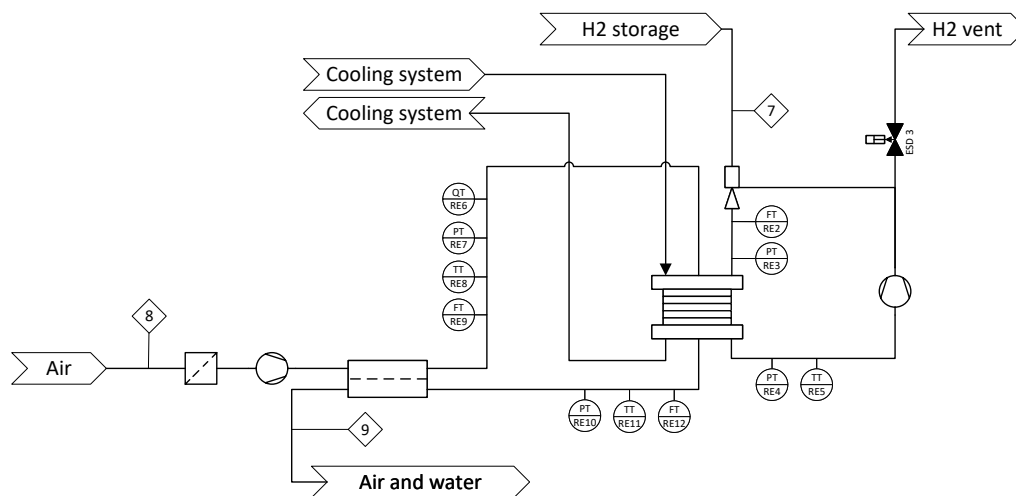 H2 storage
H2 vent
Cooling system
Cooling system
7
ESD 3
QT
RE6
PT
RE7
TT
RE8
FT
RE9
FT
RE2
PT
RE3
8
Air
PT
RE4
TT
RE5
PT
RE10
TT
RE11
FT
RE12
9
Air and water